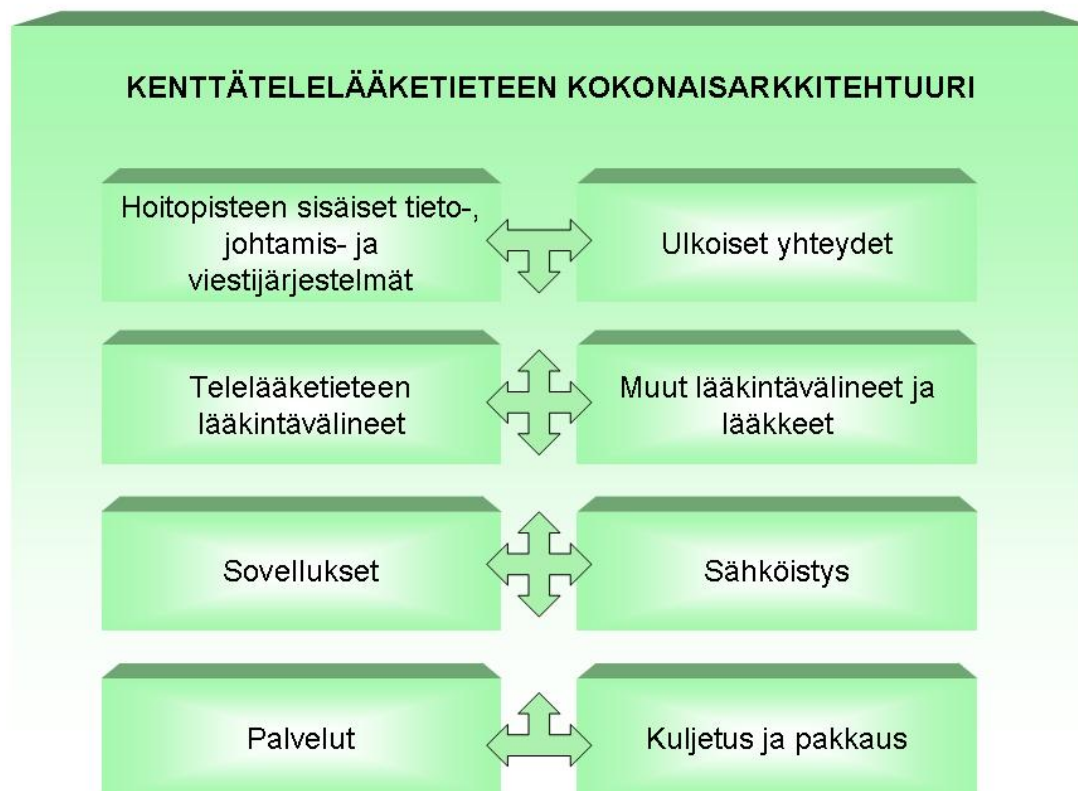 KENTTÄTELELÄÄKETIETEEN KOKONAISARKKITEHTUURI
Hoitopisteen sisäiset tieto-,
johtamis- ja
viestijärjestelmät
Ulkoiset yhteydet
Telelääketieteen
lääkintävälineet
Muut lääkintävälineet ja
lääkkeet
Sovellukset
Sähköistys
Palvelut
Kuljetus ja pakkaus